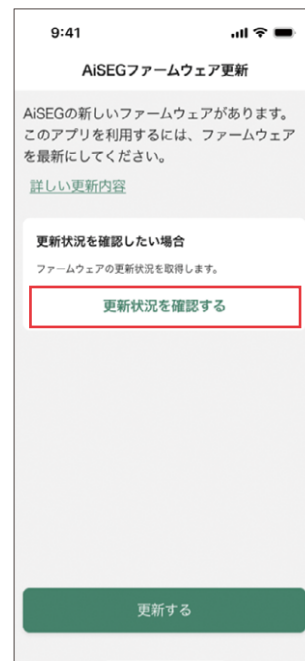 9:41
AiSEGファームウェア更新
AiSEGの新しいファームウェアがあります。
このアプリを利用するには、ファームウェア
を最新にしてください。
詳しい更新内容
更新状況を確認したい場合
ファームウェアの更新状況を取得します。
更新状況を確認する
更新する